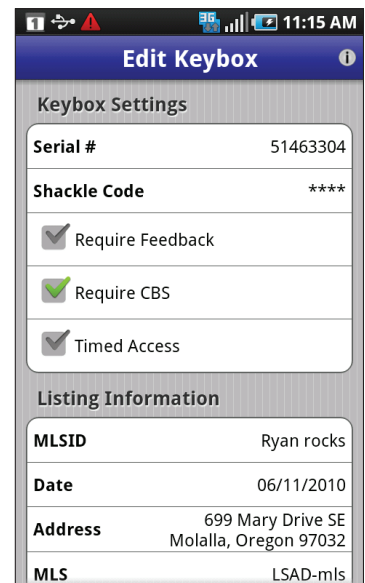 1 3G 11:15 AM
Edit Keybox i
Keybox Settings
Serial # 51463304
Shackle Code ****
Require Feedback
Require CBS
Timed Access
Listing Information
MLSID Ryan rocks
Date 06/11/2010
Address 699 Mary Drive SE
Molalla, Oregon 97032
MLS LSAD-mls